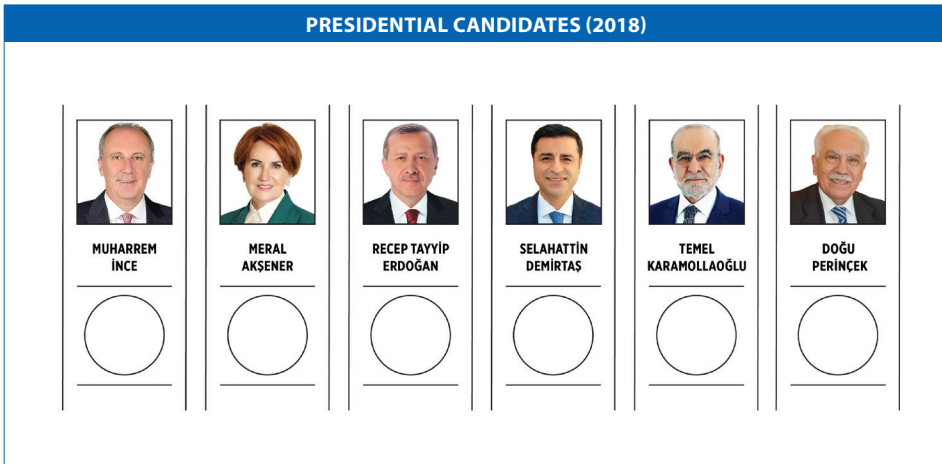 PRESIDENTIAL CANDIDATES (2018)
MUHARREM
İNCE
MERAL
AKŞENER
RECEP TAYYİP
ERDOĞAN
SELAHATTİN
DEMİRTAŞ
TEMEL
KARAMOLLAOĞLU
DOĞU
PERİNÇEK